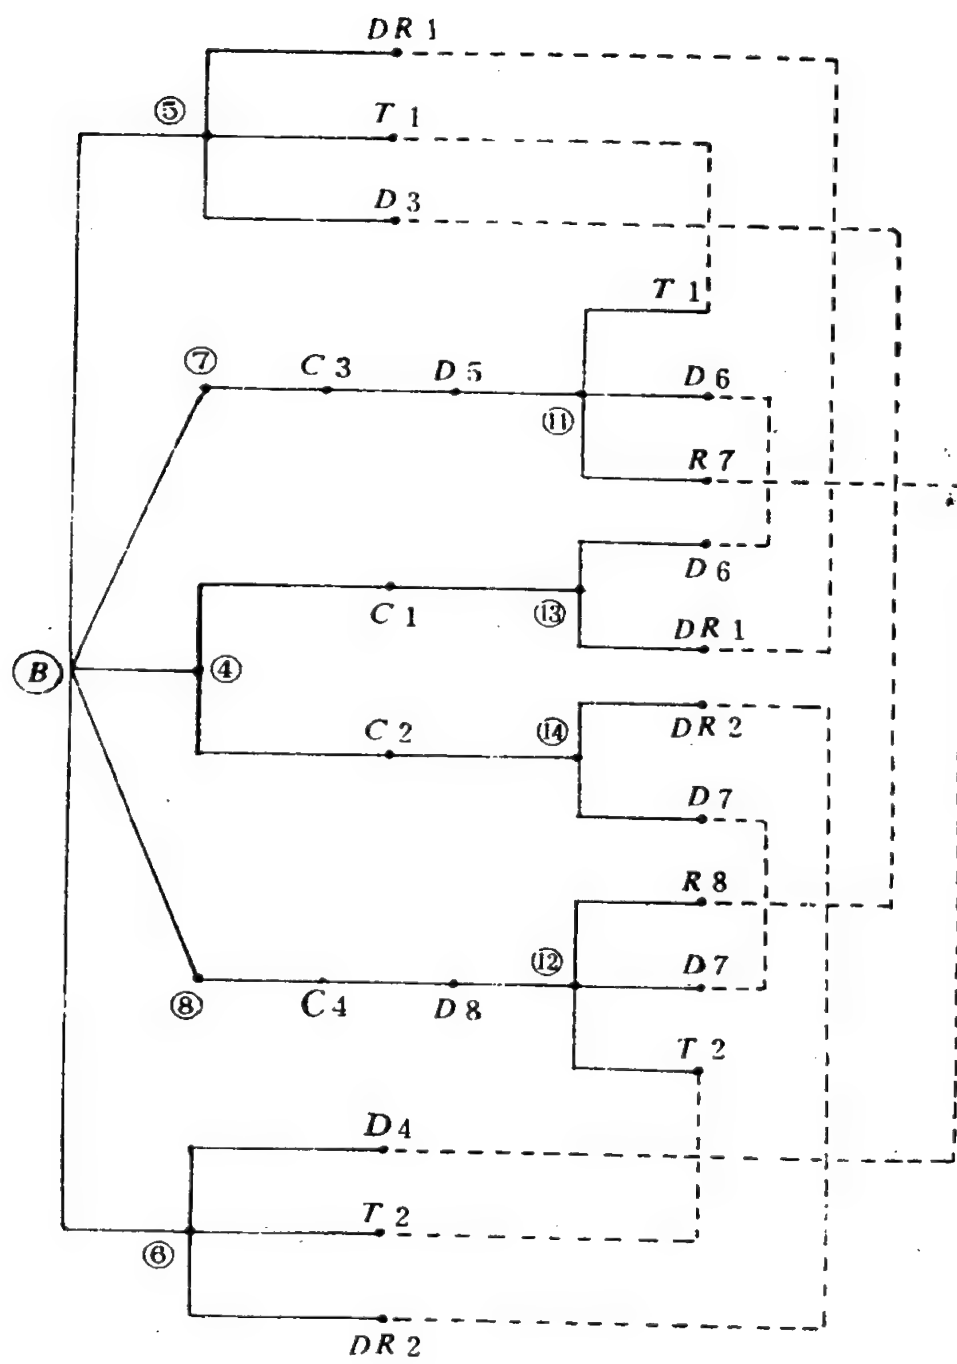 DR 1
⑤
T 1
D 3
T 1
⑦
C 3
D 5
D 6
⑪
R 7
D 6
C 1
⑬
DR 1
B
④
C 2
⑭
DR 2
D 7
R 8
⑫
D 7
⑧
C 4
D 8
T 2
D 4
T 2
⑥
DR 2